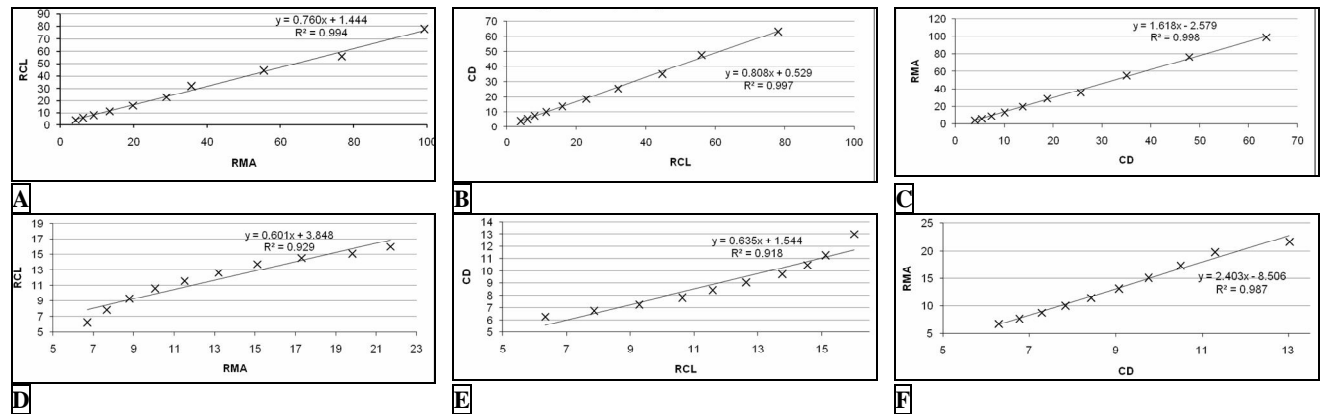 y = 0.760x + 1.444
R² = 0.994
90
80
70
60
50
40
30
20
10
0
RCL
0 20 40 60 80 100
RMA
A
70
60
50
40
30
20
10
0
CD
y = 0.808x + 0.529
R² = 0.997
0 20 40 60 80 100
RCL
B
120
100
80
60
40
20
0
RMA
y = 1.618x - 2.579
R² = 0.998
0 10 20 30 40 50 60 70
CD
C
19
17
15
13
11
9
7
5
RCL
y = 0.601x + 3.848
R² = 0.929
5 7 9 11 13 15 17 19 21 23
RMA
D
14
13
12
11
10
9
8
7
6
5
CD
y = 0.635x + 1.544
R² = 0.918
5 7 9 11 13 15
RCL
E
25
20
15
10
5
RMA
y = 2.403x - 8.506
R² = 0.987
5 7 9 11 13
CD
F